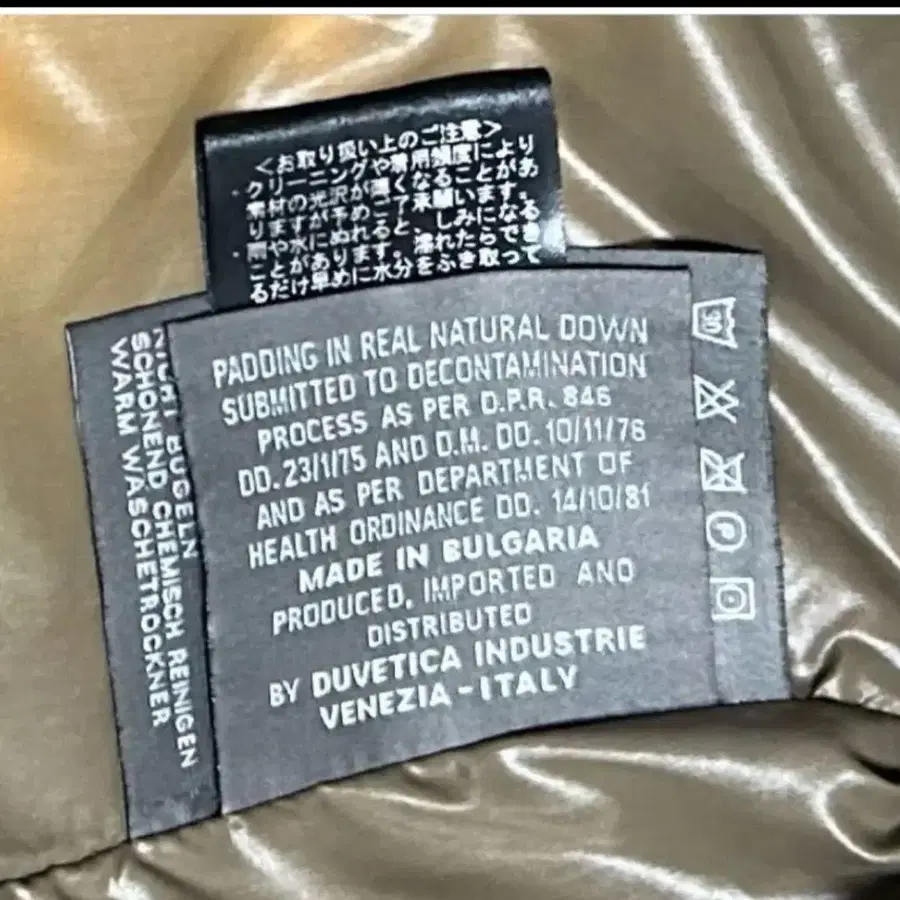 ＜お取り扱い上のご注意＞
・クリーニングや着用頻度により
素材の光沢が薄くなることがあ
りますが予めご了承願います。
・雨や水にぬれると、しみになる
ことがあります。濡れたらでき
るだけ早めに水分をふき取って
PADDING IN REAL NATURAL DOWN
SUBMITTED TO DECONTAMINATION
PROCESS AS PER D.P.R. 846
DD. 23/1/75 AND D.M. DD. 10/11/76
AND AS PER DEPARTMENT OF
HEALTH ORDINANCE DD. 14/10/81
MADE IN BULGARIA
PRODUCED, IMPORTED AND
DISTRIBUTED
BY DUVETICA INDUSTRIE
VENEZIA - ITALY
NICHT BÜGELN
SCHONEND CHEMISCH REINIGEN
WARM WASCHETROCKNER
30
P